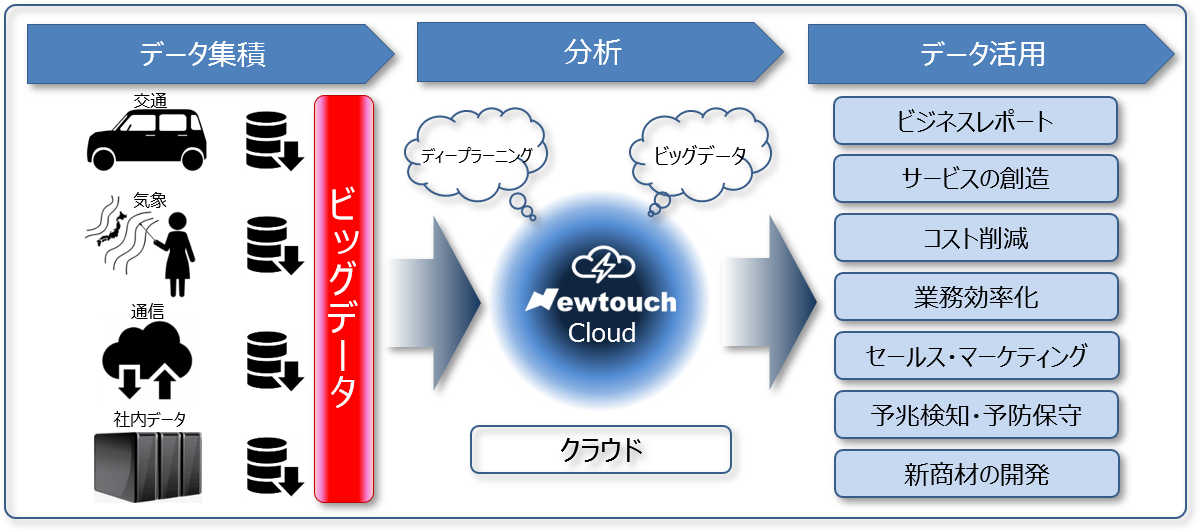 データ集積
分析
データ活用
交通
気象
通信
社内データ
ビッグデータ
ディープラーニング
ビッグデータ
Newtouch
Cloud
クラウド
ビジネスレポート
サービスの創造
コスト削減
業務効率化
セールス・マーケティング
予兆検知・予防保守
新商材の開発